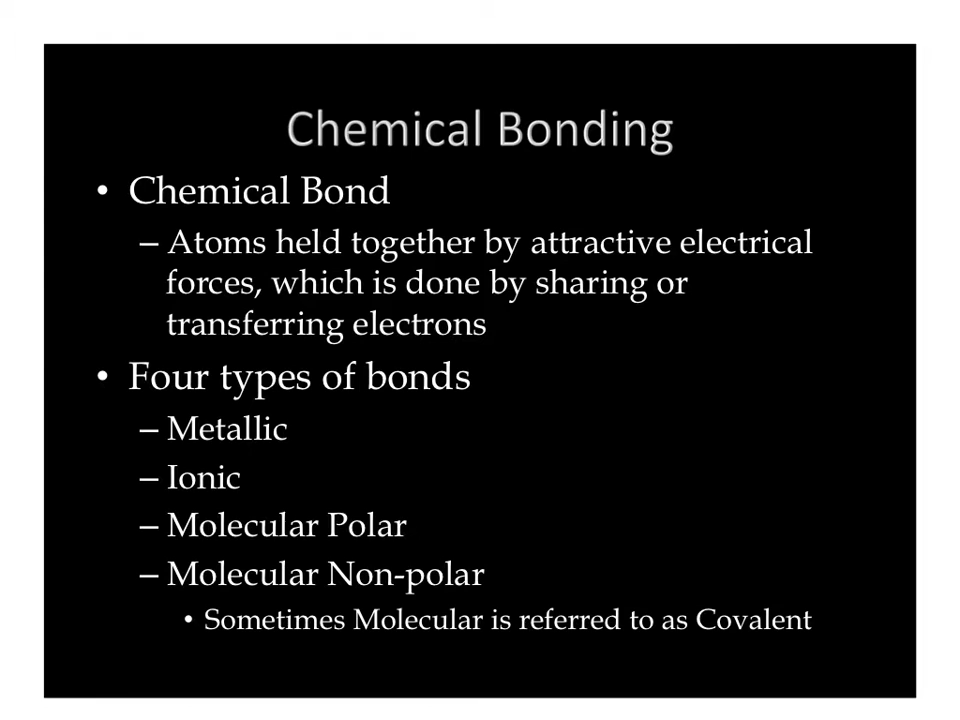 Chemical Bonding
• Chemical Bond
– Atoms held together by attractive electrical
forces, which is done by sharing or
transferring electrons
• Four types of bonds
– Metallic
– Ionic
– Molecular Polar
– Molecular Non-polar
• Sometimes Molecular is referred to as Covalent